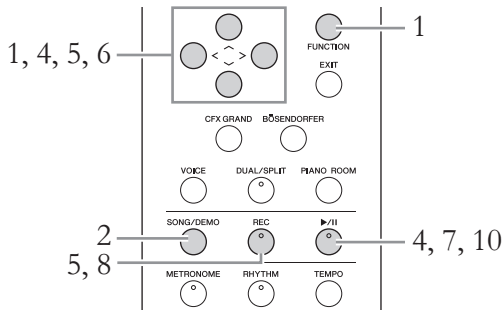 1
FUNCTION
1, 4, 5, 6
EXIT
CFX GRAND BÖSENDORFER
VOICE DUAL/SPLIT PIANO ROOM
SONG/DEMO REC ►/II
2
4, 7, 10
5, 8
METRONOME RHYTHM TEMPO